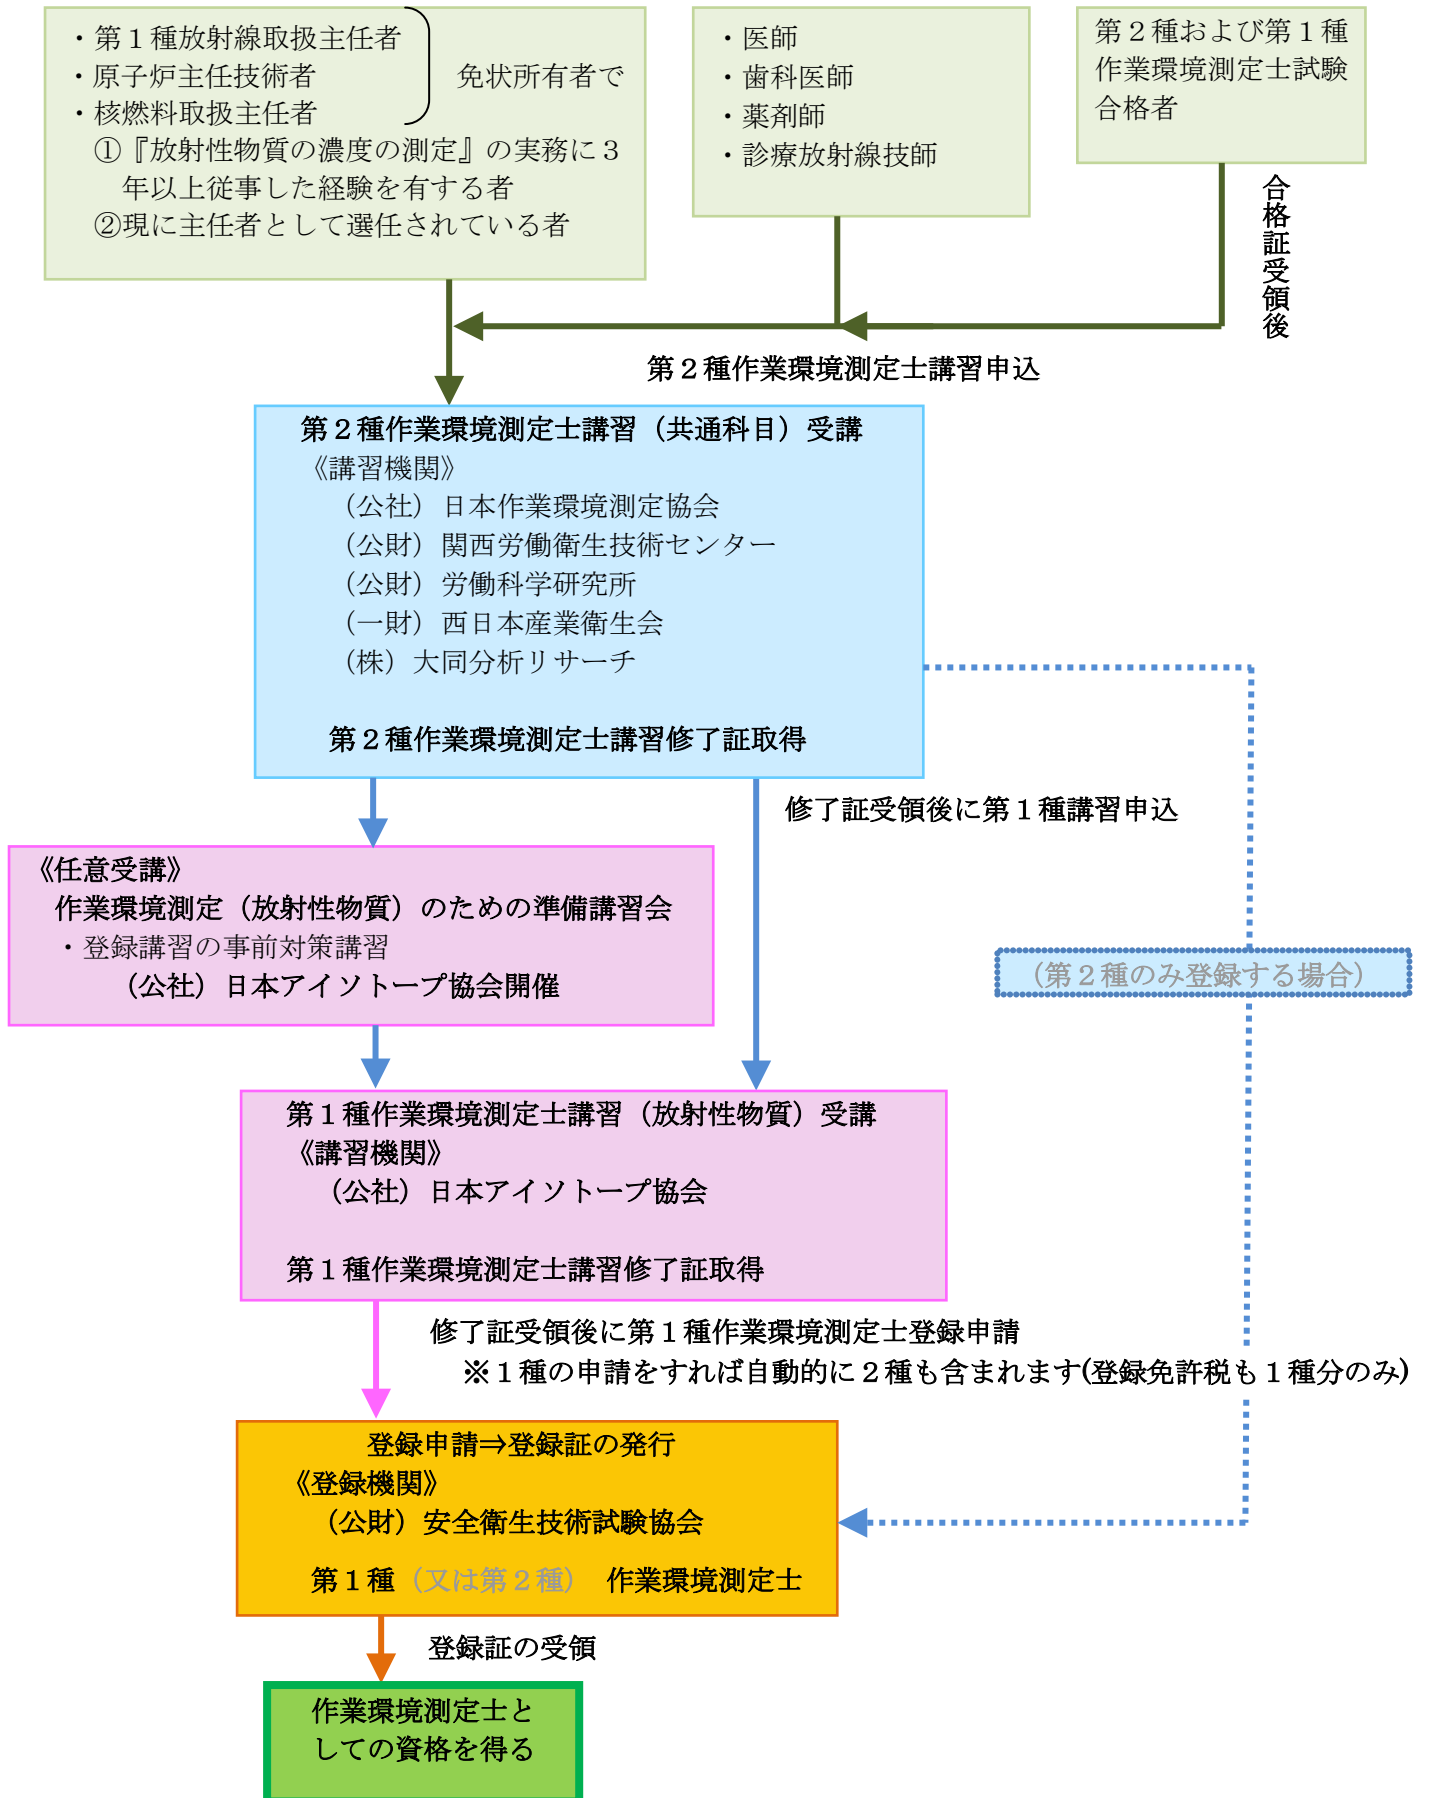 ・第１種放射線取扱主任者
・原子炉主任技術者
・核燃料取扱主任者
免状所有者で
①『放射性物質の濃度の測定』の実務に３
年以上従事した経験を有する者
②現に主任者として選任されている者
・医師
・歯科医師
・薬剤師
・診療放射線技師
第２種および第１種
作業環境測定士試験
合格者
合格証受領後
第２種作業環境測定士講習申込
第２種作業環境測定士講習（共通科目）受講
《講習機関》
（公社）日本作業環境測定協会
（公財）関西労働衛生技術センター
（公財）労働科学研究所
（一財）西日本産業衛生会
（株）大同分析リサーチ
第２種作業環境測定士講習修了証取得
修了証受領後に第１種講習申込
《任意受講》
作業環境測定（放射性物質）のための準備講習会
・登録講習の事前対策講習
（公社）日本アイソトープ協会開催
（第２種のみ登録する場合）
第１種作業環境測定士講習（放射性物質）受講
《講習機関》
（公社）日本アイソトープ協会
第１種作業環境測定士講習修了証取得
修了証受領後に第１種作業環境測定士登録申請
※１種の申請をすれば自動的に２種も含まれます(登録免許税も１種分のみ)
登録申請⇒登録証の発行
《登録機関》
（公財）安全衛生技術試験協会
第１種（又は第２種） 作業環境測定士
登録証の受領
作業環境測定士と
しての資格を得る